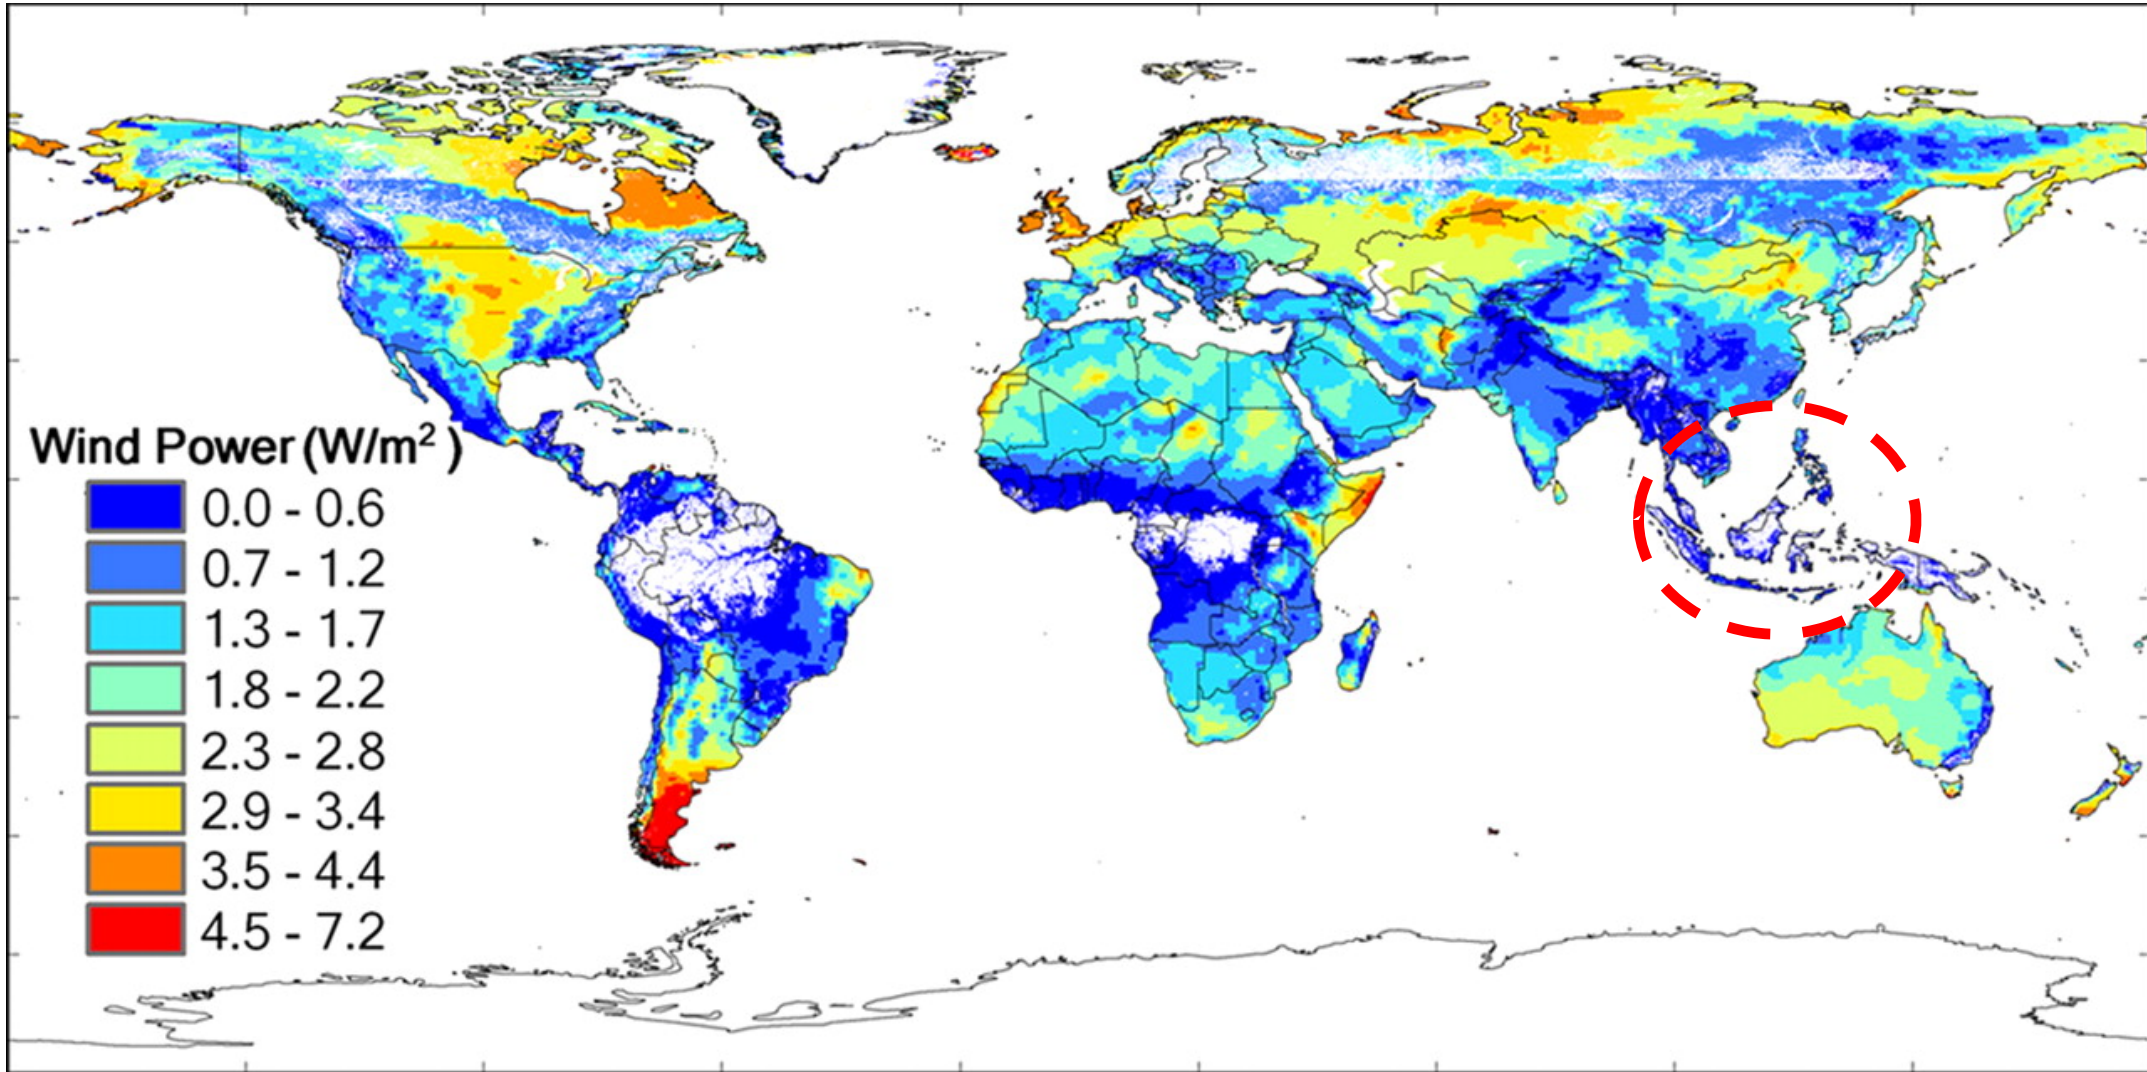 Wind Power (W/m²)
0.0 - 0.6
0.7 - 1.2
1.3 - 1.7
1.8 - 2.2
2.3 - 2.8
2.9 - 3.4
3.5 - 4.4
4.5 - 7.2